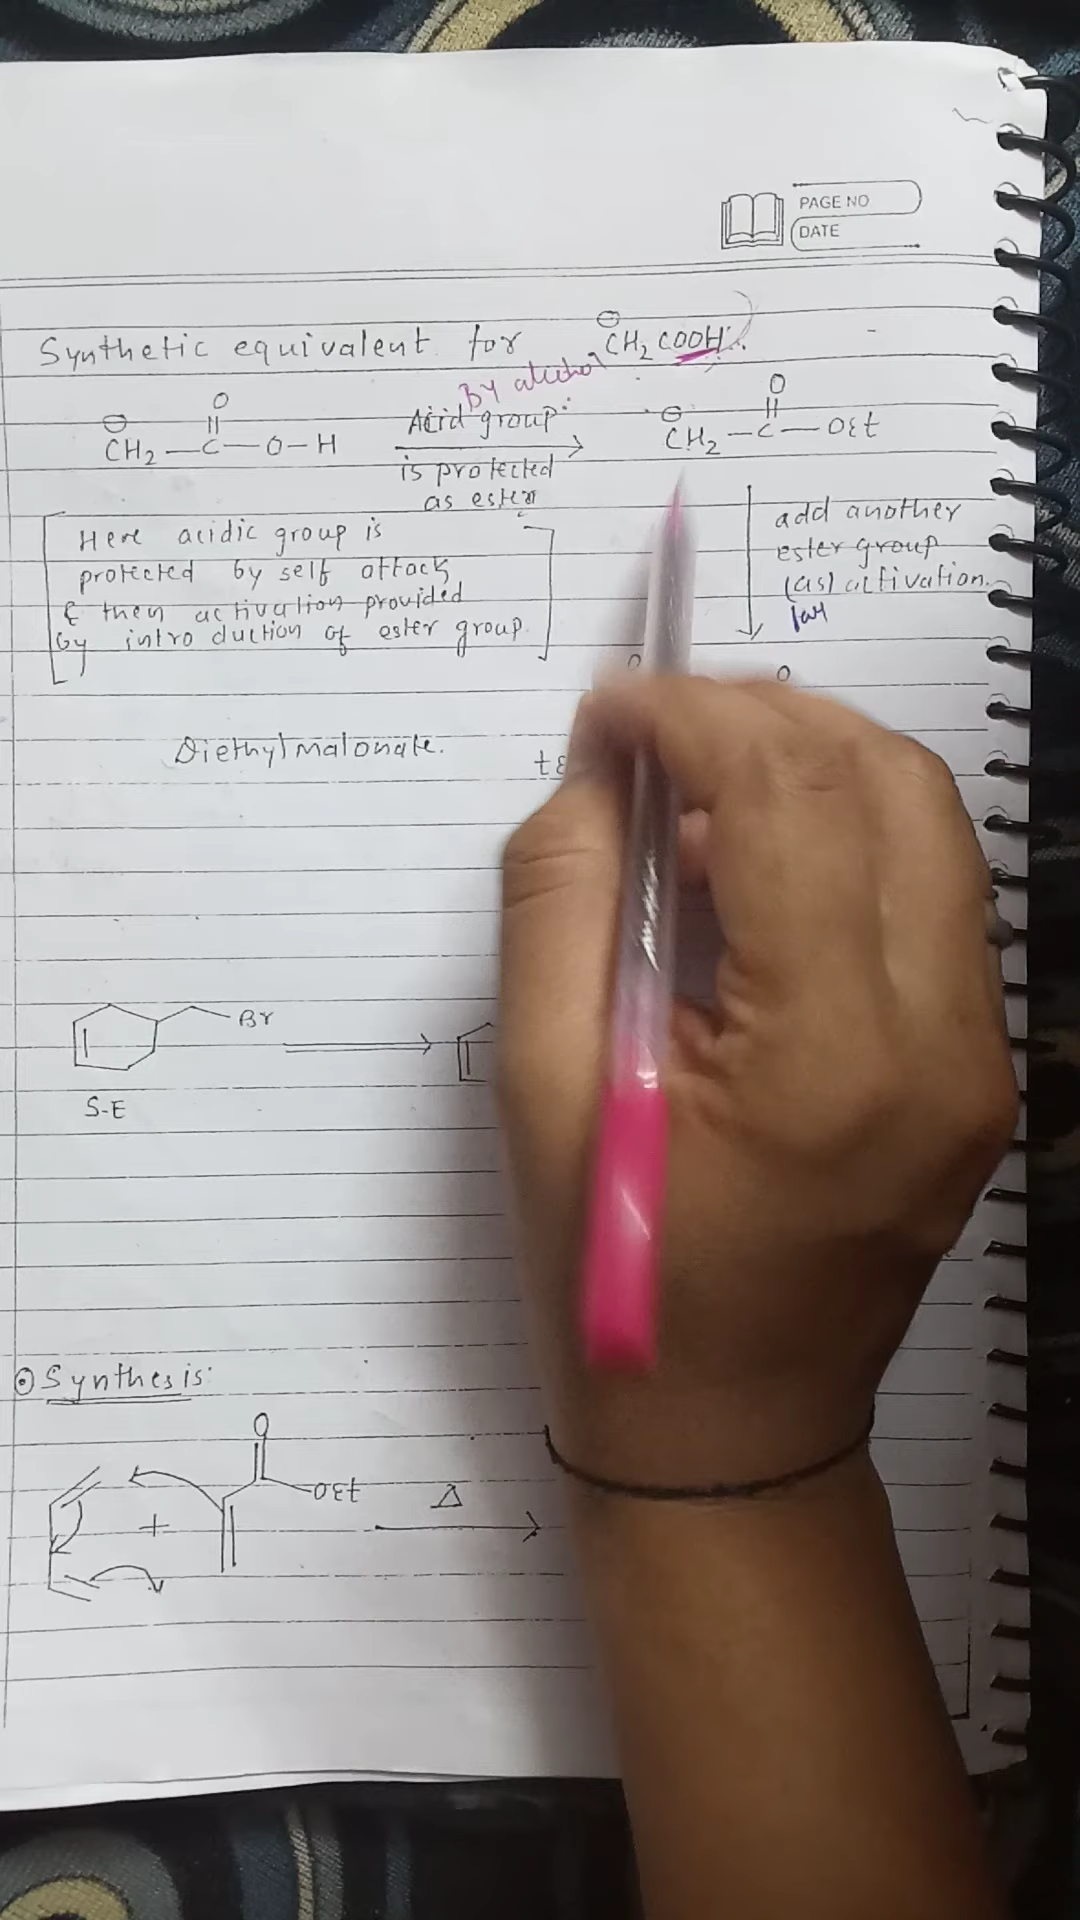 PAGE NO
DATE
Synthetic equivalent for ⊖CH2COOH:
By alcohol
⊖CH2—C(=O)—O—H Acid group: is protected as ester → ⊖CH2—C(=O)—OEt
Here acidic group is
protected by self attack
& then activation provided
by introduction of ester group
add another
ester group
(as) activation.
Diethylmalonate.
tE
Br
S-E
⊙ Synthesis:
O
+
OEt
Δ